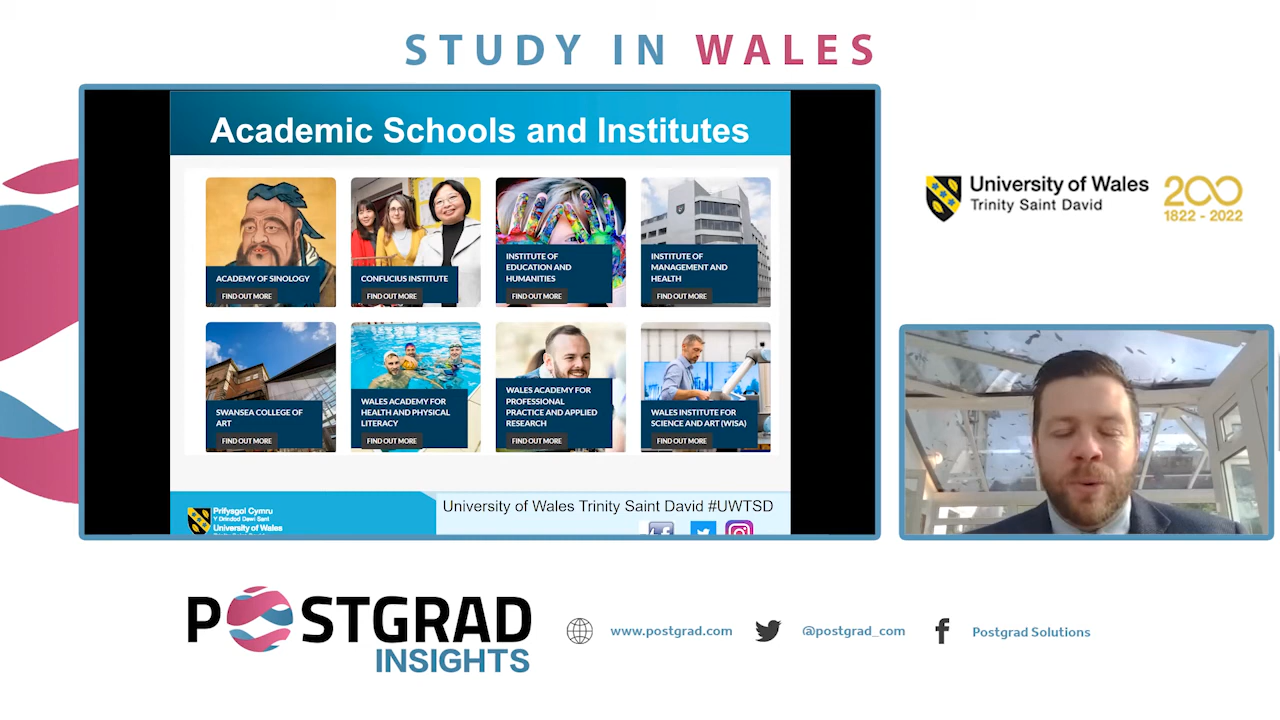 STUDY IN WALES
Academic Schools and Institutes
ACADEMY OF SINOLOGY
FIND OUT MORE
CONFUCIUS INSTITUTE
FIND OUT MORE
INSTITUTE OF
EDUCATION AND
HUMANITIES
FIND OUT MORE
INSTITUTE OF
MANAGEMENT AND
HEALTH
FIND OUT MORE
SWANSEA COLLEGE OF
ART
FIND OUT MORE
WALES ACADEMY FOR
HEALTH AND PHYSICAL
LITERACY
FIND OUT MORE
WALES ACADEMY FOR
PROFESSIONAL
PRACTICE AND APPLIED
RESEARCH
FIND OUT MORE
WALES INSTITUTE FOR
SCIENCE AND ART (WISA)
FIND OUT MORE
Prifysgol Cymru
Y Drindod Dewi Sant
University of Wales
University of Wales Trinity Saint David #UWTSD
University of Wales
Trinity Saint David
200
1822 - 2022
POSTGRAD
INSIGHTS
www.postgrad.com
@postgrad_com
Postgrad Solutions